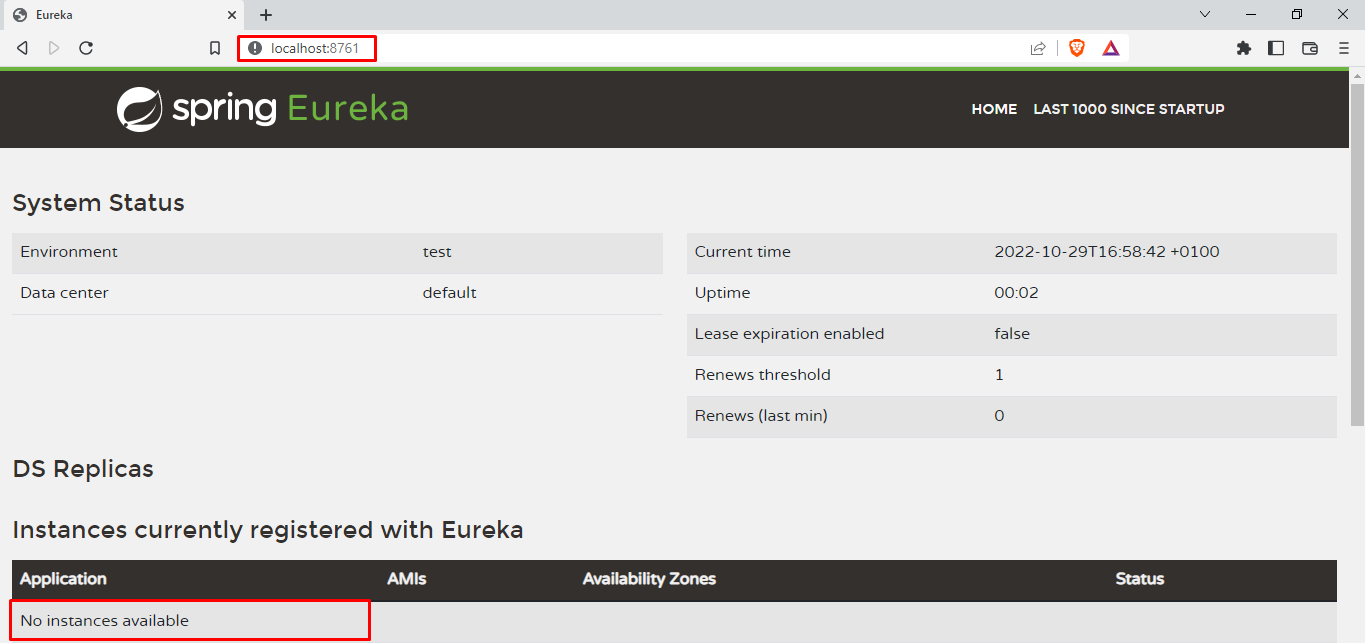 Eureka
localhost:8761
spring Eureka
HOME LAST 1000 SINCE STARTUP
System Status
Environment test
Data center default
Current time 2022-10-29T16:58:42 +0100
Uptime 00:02
Lease expiration enabled false
Renews threshold 1
Renews (last min) 0
DS Replicas
Instances currently registered with Eureka
Application AMIs Availability Zones Status
No instances available